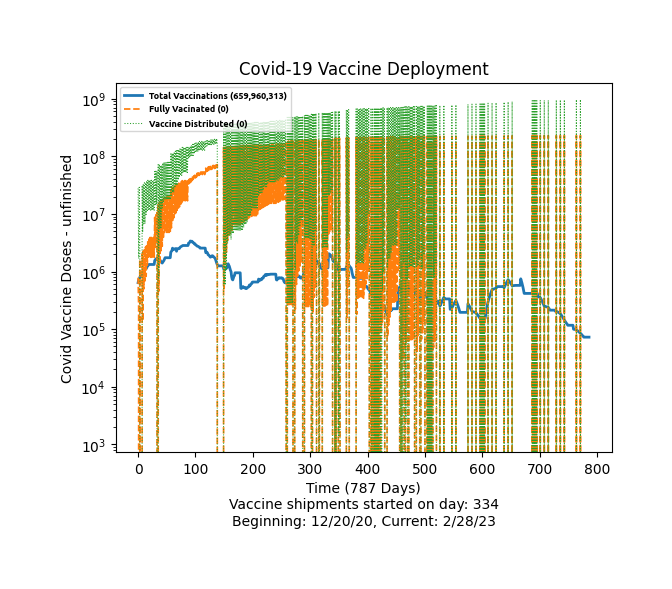 Covid-19 Vaccine Deployment
Total Vaccinations (659,960,313)
Fully Vacinated (0)
Vaccine Distributed (0)
Covid Vaccine Doses - unfinished
10⁹
10⁸
10⁷
10⁶
10⁵
10⁴
10³
0 100 200 300 400 500 600 700 800
Time (787 Days)
Vaccine shipments started on day: 334
Beginning: 12/20/20, Current: 2/28/23